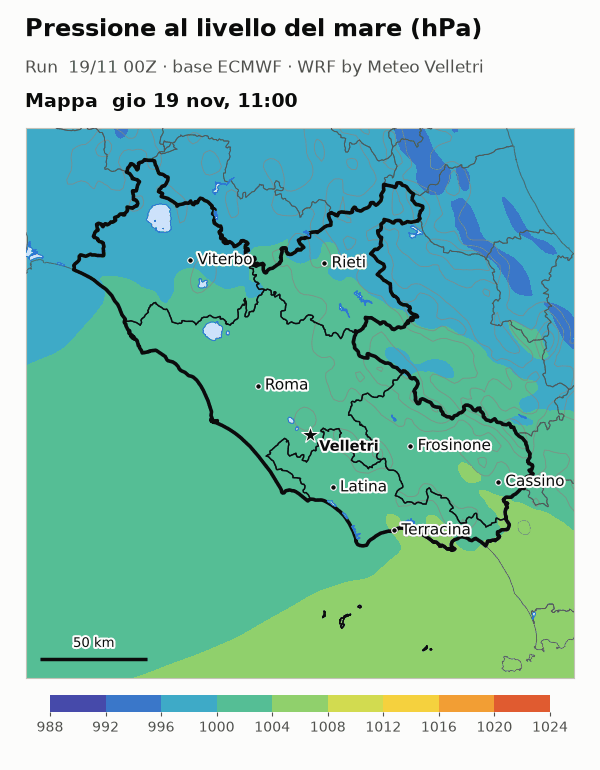 Pressione al livello del mare (hPa)
Run  19/11 00Z · base ECMWF · WRF by Meteo Velletri
Mappa  gio 19 nov, 11:00
Viterbo
Rieti
Roma
Velletri
Frosinone
Latina
Cassino
Terracina
50 km
988 992 996 1000 1004 1008 1012 1016 1020 1024